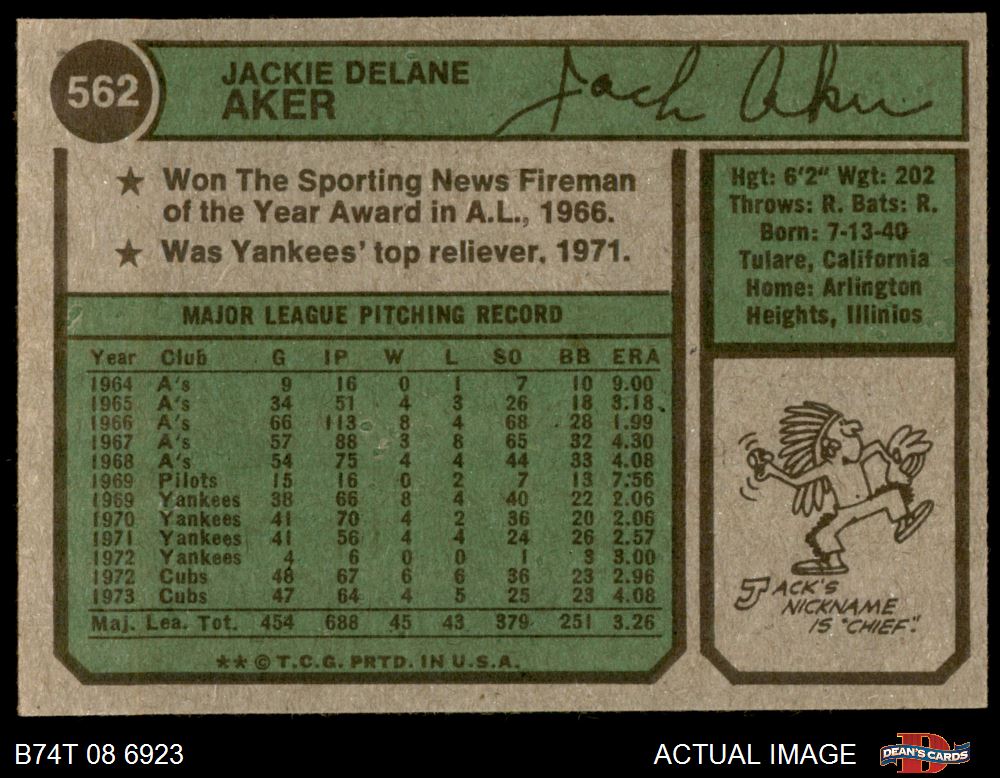 562
JACKIE DELANE
AKER
Jack Aker
★ Won The Sporting News Fireman
of the Year Award in A.L., 1966.
★ Was Yankees' top reliever, 1971.
MAJOR LEAGUE PITCHING RECORD
Year Club G IP W L SO BB ERA
1964 A's 9 16 0 1 7 10 9.00
1965 A's 34 51 4 3 26 18 3.18
1966 A's 66 113 8 4 68 28 1.99
1967 A's 57 88 3 8 65 32 4.30
1968 A's 54 75 4 4 44 33 4.08
1969 Pilots 15 16 0 2 7 13 7.56
1969 Yankees 38 66 8 4 40 22 2.06
1970 Yankees 41 70 4 2 36 20 2.06
1971 Yankees 41 56 4 4 24 26 2.57
1972 Yankees 4 6 0 0 1 3 3.00
1972 Cubs 48 67 6 6 36 23 2.96
1973 Cubs 47 64 4 5 25 23 4.08
Maj. Lea. Tot. 454 688 45 43 379 251 3.26
★★ © T.C.G. PRTD. IN U.S.A.
Hgt: 6'2" Wgt: 202
Throws: R. Bats: R.
Born: 7-13-40
Tulare, California
Home: Arlington
Heights, Illinios
JACK'S
NICKNAME
IS "CHIEF."
B74T 08 6923
ACTUAL IMAGE
DEAN'S CARDS